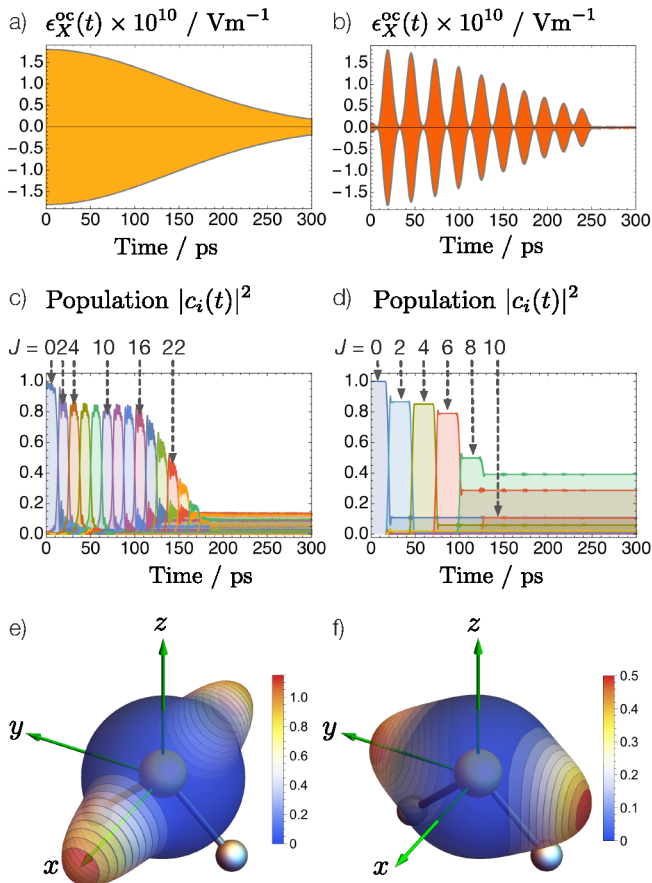 a) ϵ_X^oc(t) × 10^10 / Vm^−1
b) ϵ_X^oc(t) × 10^10 / Vm^−1
1.5
1.0
0.5
0.0
−0.5
−1.0
−1.5
0 50 100 150 200 250 300
Time / ps
1.5
1.0
0.5
0.0
−0.5
−1.0
−1.5
0 50 100 150 200 250 300
Time / ps
c) Population |c_i(t)|^2
d) Population |c_i(t)|^2
J = 0 2 4 10 16 22
1.0
0.8
0.6
0.4
0.2
0.0
0 50 100 150 200 250 300
Time / ps
J = 0 2 4 6 8 10
1.0
0.8
0.6
0.4
0.2
0.0
0 50 100 150 200 250 300
Time / ps
e)
z
y
x
1.0
0.8
0.6
0.4
0.2
0
f)
z
y
x
0.5
0.4
0.3
0.2
0.1
0